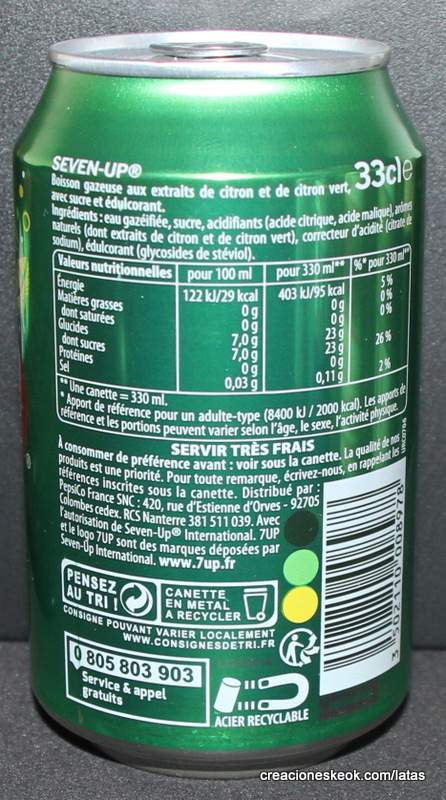 SEVEN-UP®
33cl e
Boisson gazeuse aux extraits de citron et de citron vert,
avec sucre et édulcorant.
Ingrédients : eau gazéifiée, sucre, acidifiants (acide citrique, acide malique), arômes
naturels (dont extraits de citron et de citron vert), correcteur d'acidité (citrate de
sodium), édulcorant (glycosides de stéviol).
Valeurs nutritionnelles pour 100 ml pour 330 ml** %* pour 330 ml**
Énergie 122 kJ/29 kcal 403 kJ/95 kcal 5 %
Matières grasses 0 g 0 g 0 %
dont saturées 0 g 0 g 0 %
Glucides 7,0 g 23 g
dont sucres 7,0 g 23 g 26 %
Protéines 0 g 0 g
Sel 0,03 g 0,11 g 2 %
** Une canette = 330 ml.
* Apport de référence pour un adulte-type (8400 kJ / 2000 kcal). Les apports de
référence et les portions peuvent varier selon l'âge, le sexe, l'activité physique.
SERVIR TRÈS FRAIS
À consommer de préférence avant : voir sous la canette. La qualité de nos
produits est une priorité. Pour toute remarque, écrivez-nous, en rappelant les
références inscrites sous la canette. Distribué par :
PepsiCo France SNC : 420, rue d'Estienne d'Orves - 92705
Colombes cedex. RCS Nanterre 381 511 039. Avec
l'autorisation de Seven-Up® International. 7UP
et le logo 7UP sont des marques déposées par
Seven-Up International. www.7up.fr
PENSEZ
AU TRI !
CANETTE
EN METAL
A RECYCLER
CONSIGNE POUVANT VARIER LOCALEMENT
WWW.CONSIGNESDETRI.FR
0 805 803 903
Service & appel
gratuits
ACIER RECYCLABLE
3 502110 008978
creacioneskeok.com/latas